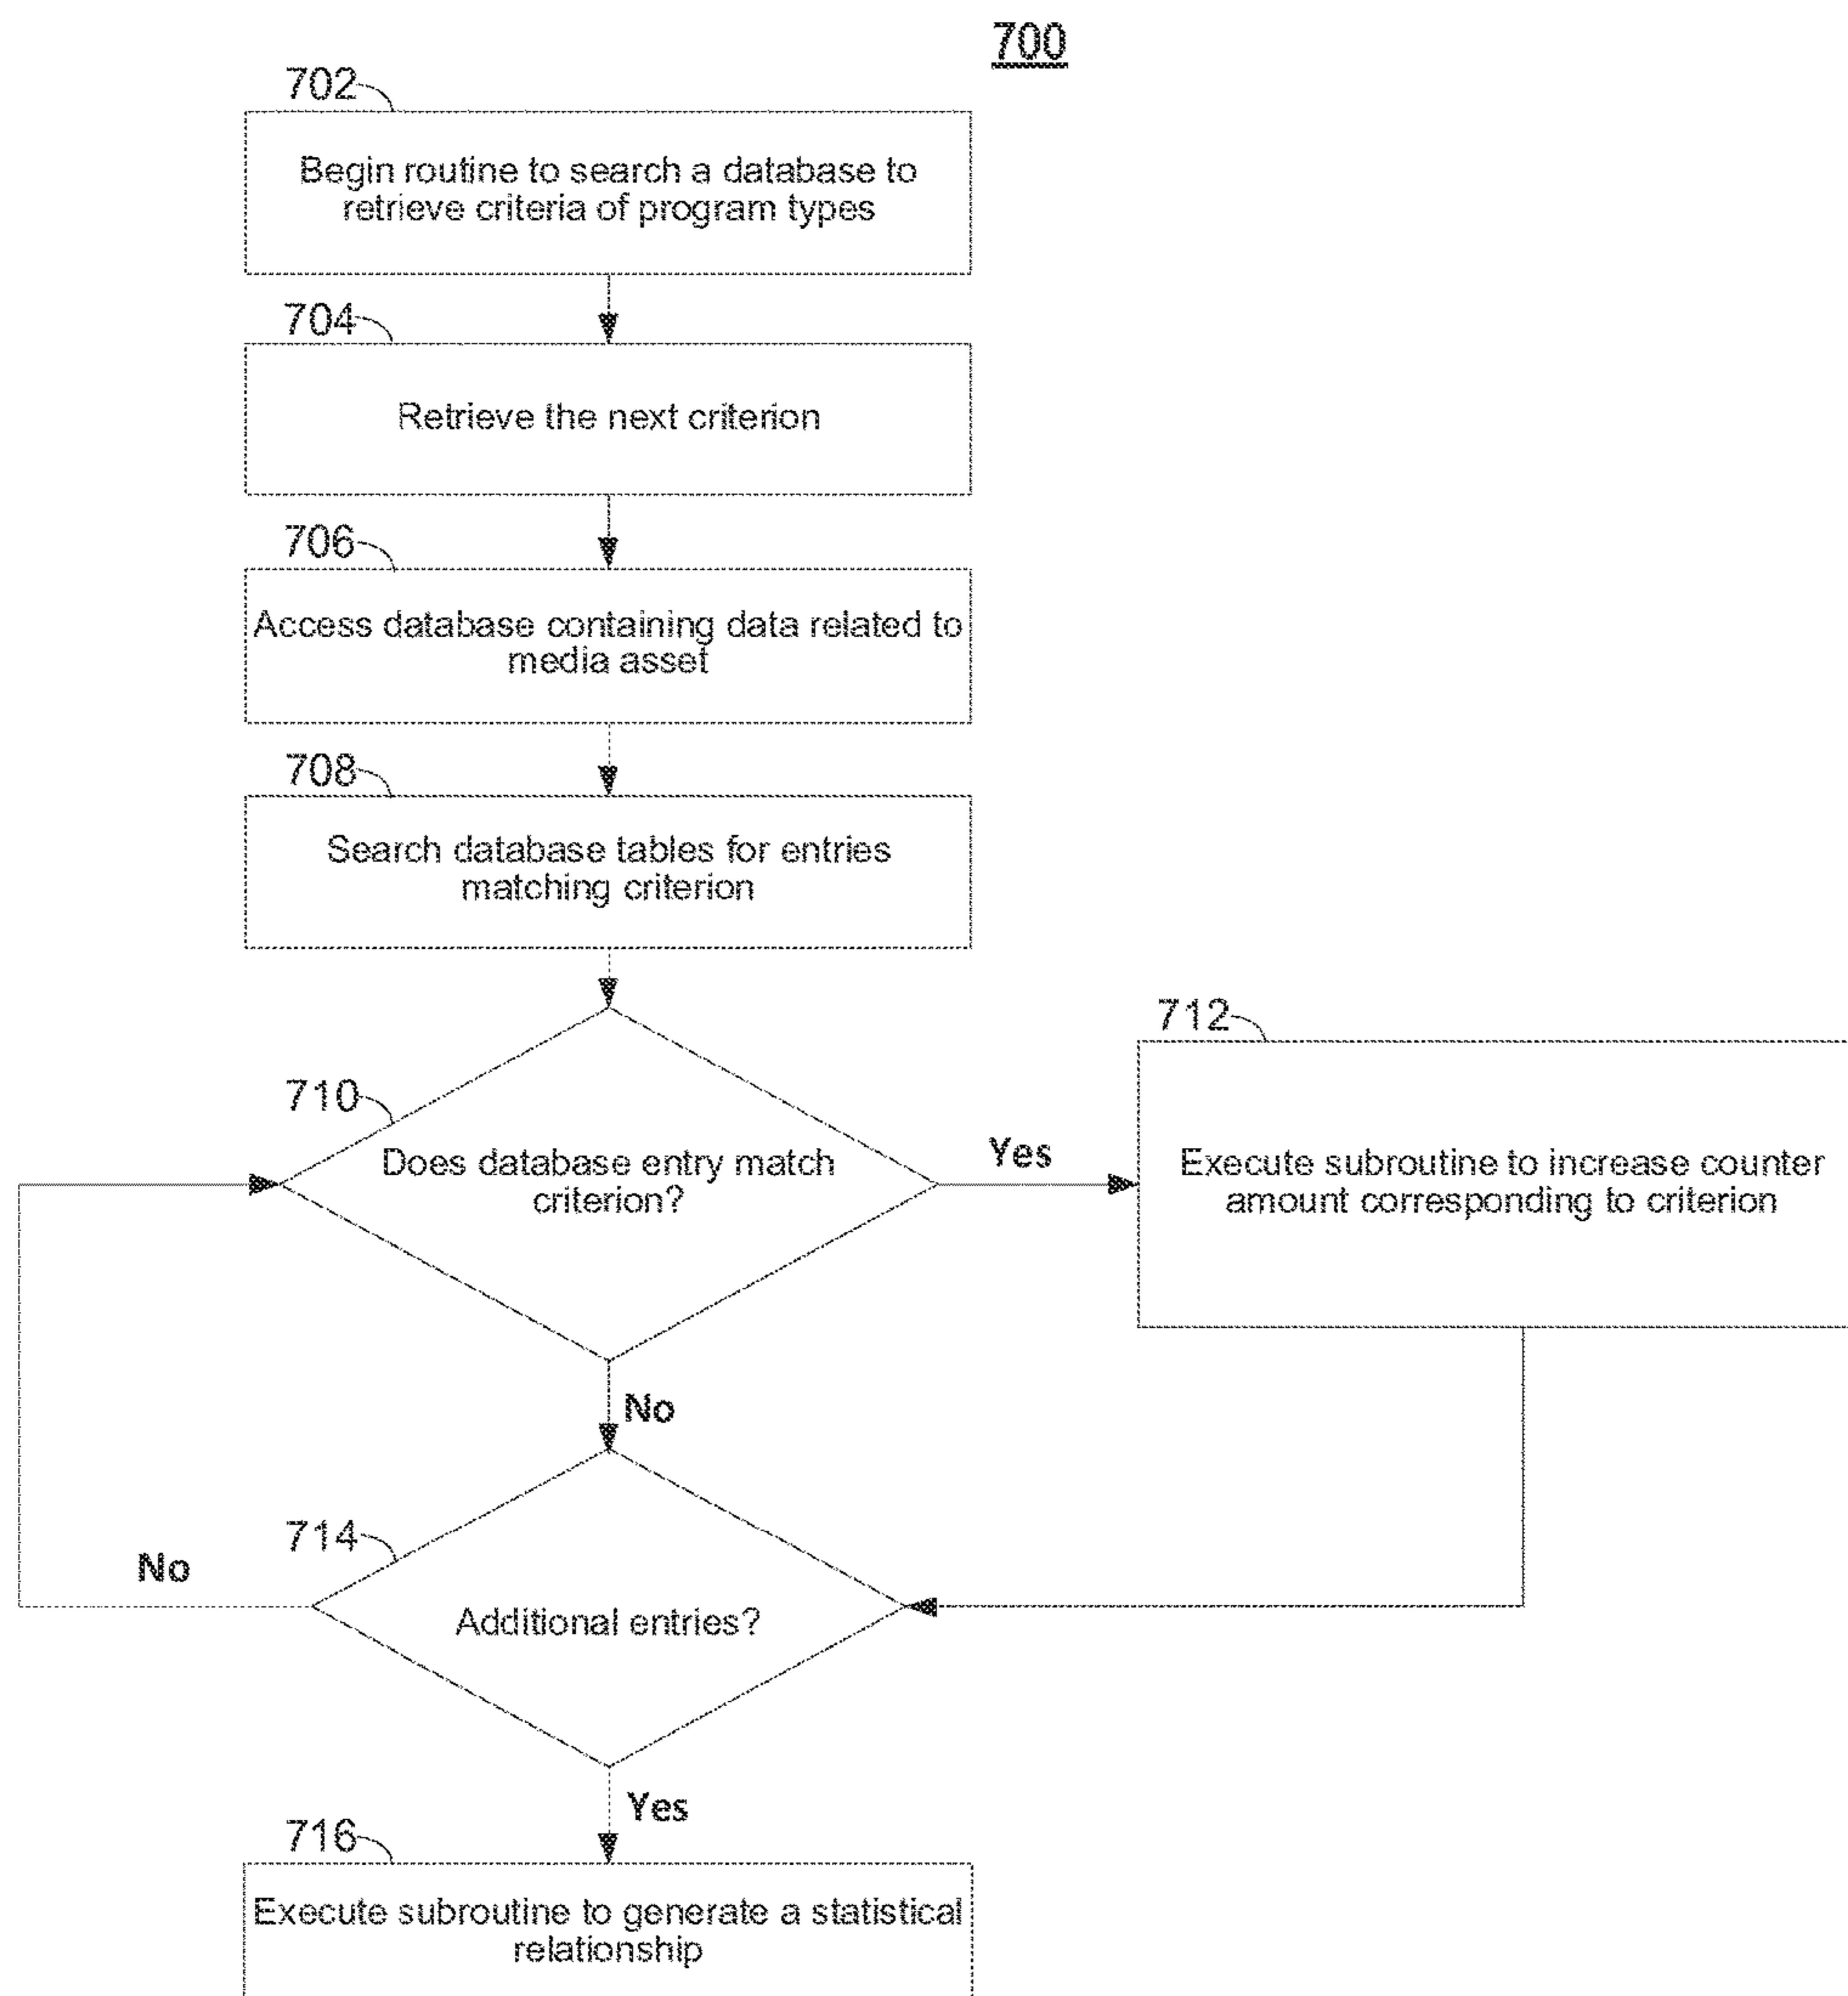 700
702
Begin routine to search a database to
retrieve criteria of program types
704
Retrieve the next criterion
706
Access database containing data related to
media asset
708
Search database tables for entries
matching criterion
710
Does database entry match
criterion?
Yes
712
Execute subroutine to increase counter
amount corresponding to criterion
No
714
No
Additional entries?
Yes
716
Execute subroutine to generate a statistical
relationship